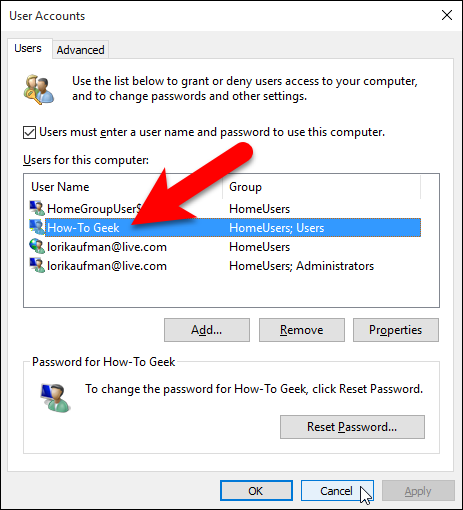 User Accounts
Users Advanced
Use the list below to grant or deny users access to your computer,
and to change passwords and other settings.
Users must enter a user name and password to use this computer.
Users for this computer:
User Name Group
HomeGroupUser$ HomeUsers
How-To Geek HomeUsers; Users
lorikaufman@live.com HomeUsers
lorikaufman@live.com HomeUsers; Administrators
Add... Remove Properties
Password for How-To Geek
To change the password for How-To Geek, click Reset Password.
Reset Password...
OK Cancel Apply